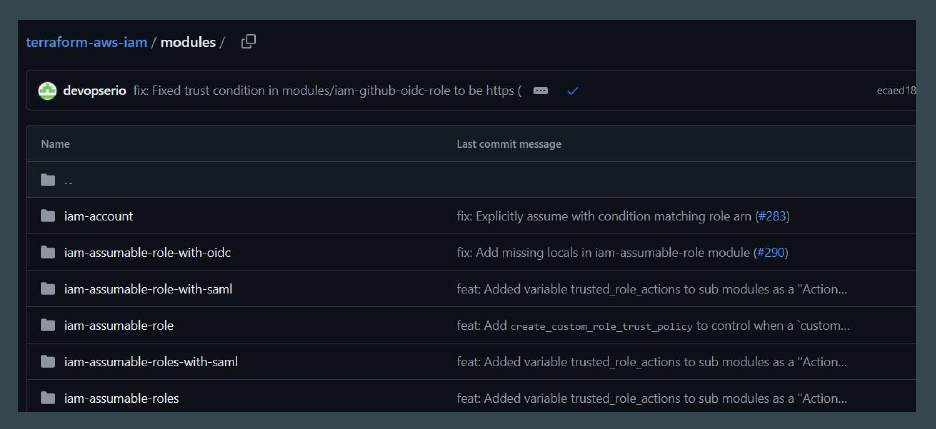 terraform-aws-iam / modules /
devopserio fix: Fixed trust condition in modules/iam-github-oidc-role to be https ( ecaed18
Name Last commit message
..
iam-account fix: Explicitly assume with condition matching role arn (#283)
iam-assumable-role-with-oidc fix: Add missing locals in iam-assumable-role module (#290)
iam-assumable-role-with-saml feat: Added variable trusted_role_actions to sub modules as a "Action...
iam-assumable-role feat: Add create_custom_role_trust_policy to control when a `custom...
iam-assumable-roles-with-saml feat: Added variable trusted_role_actions to sub modules as a "Action...
iam-assumable-roles feat: Added variable trusted_role_actions to sub modules as a "Action...